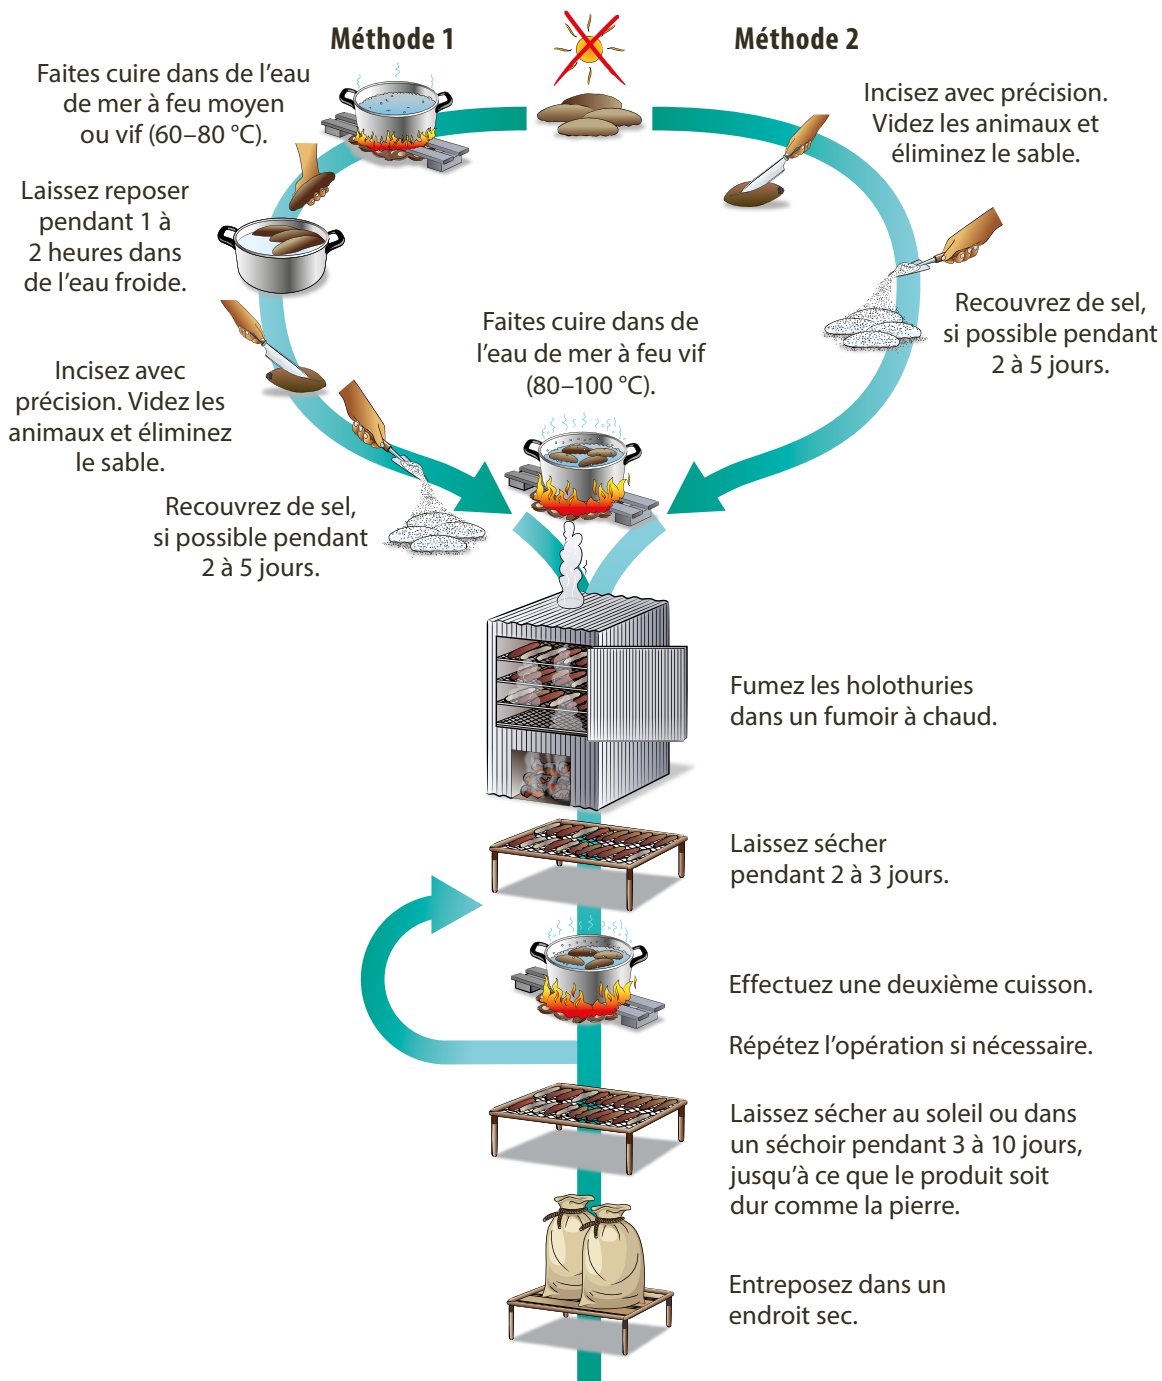 Méthode 1
Faites cuire dans de l’eau
de mer à feu moyen
ou vif (60–80 °C).
Laissez reposer
pendant 1 à
2 heures dans
de l’eau froide.
Incisez avec
précision. Videz les
animaux et éliminez
le sable.
Recouvrez de sel,
si possible pendant
2 à 5 jours.
Méthode 2
Incisez avec précision.
Videz les animaux et
éliminez le sable.
Recouvrez de sel,
si possible pendant
2 à 5 jours.
Faites cuire dans de
l’eau de mer à feu vif
(80–100 °C).
Fumez les holothuries
dans un fumoir à chaud.
Laissez sécher
pendant 2 à 3 jours.
Effectuez une deuxième cuisson.
Répétez l’opération si nécessaire.
Laissez sécher au soleil ou dans
un séchoir pendant 3 à 10 jours,
jusqu’à ce que le produit soit
dur comme la pierre.
Entreposez dans un
endroit sec.